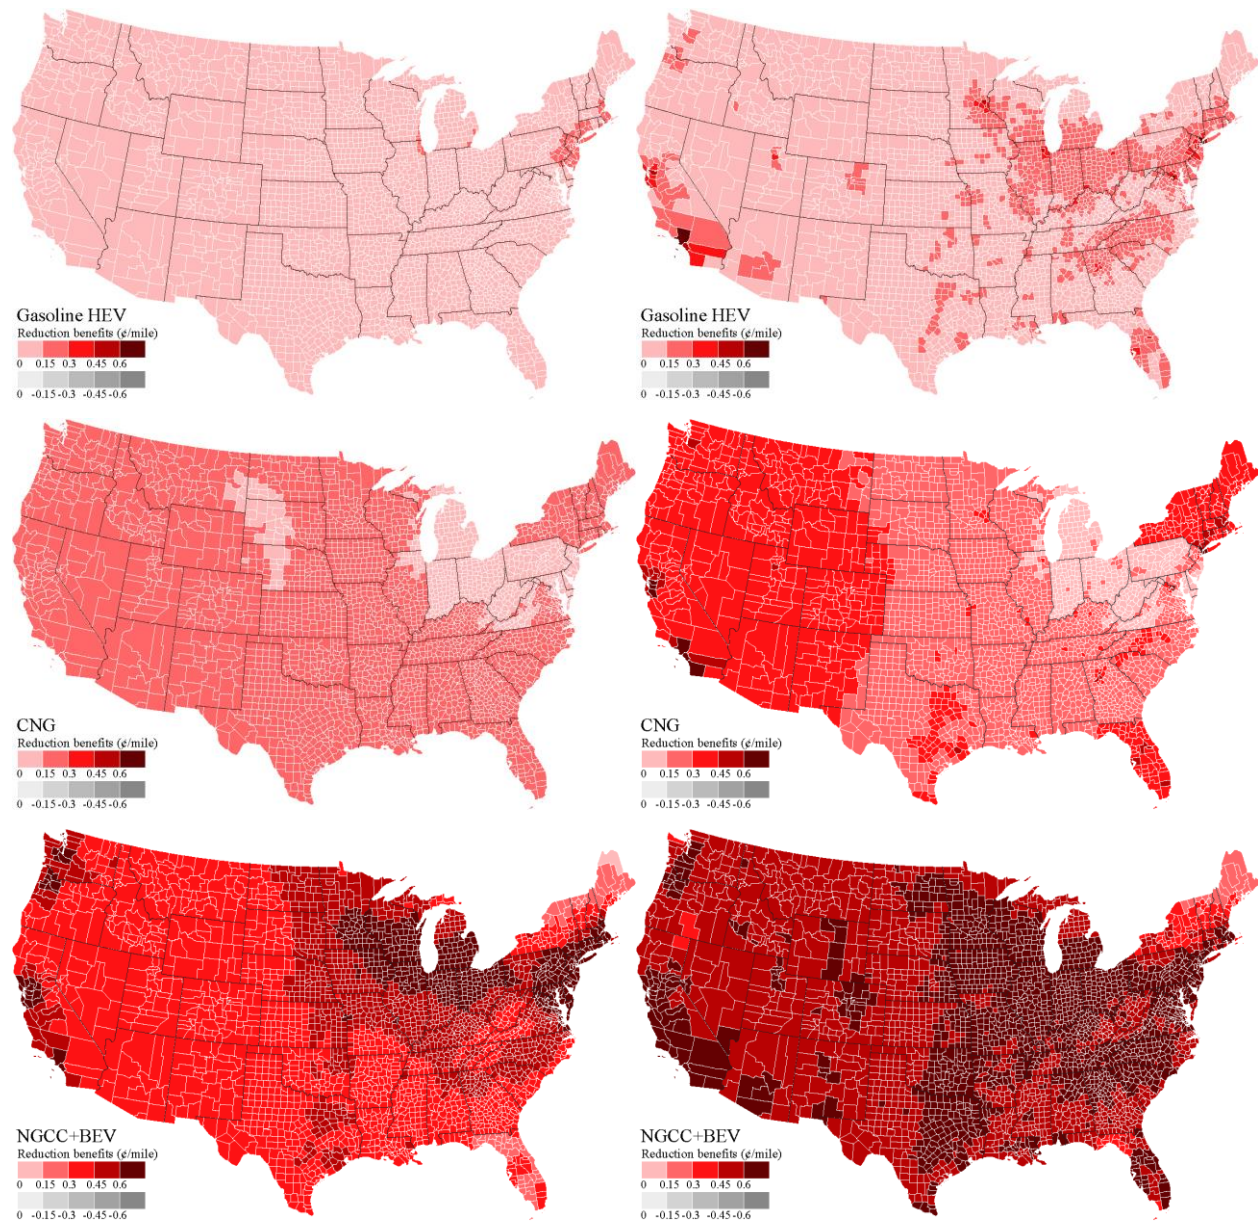 Gasoline HEV
Reduction benefits (¢/mile)
0 0.15 0.3 0.45 0.6
0 -0.15 -0.3 -0.45 -0.6
Gasoline HEV
Reduction benefits (¢/mile)
0 0.15 0.3 0.45 0.6
0 -0.15 -0.3 -0.45 -0.6
CNG
Reduction benefits (¢/mile)
0 0.15 0.3 0.45 0.6
0 -0.15 -0.3 -0.45 -0.6
CNG
Reduction benefits (¢/mile)
0 0.15 0.3 0.45 0.6
0 -0.15 -0.3 -0.45 -0.6
NGCC+BEV
Reduction benefits (¢/mile)
0 0.15 0.3 0.45 0.6
0 -0.15 -0.3 -0.45 -0.6
NGCC+BEV
Reduction benefits (¢/mile)
0 0.15 0.3 0.45 0.6
0 -0.15 -0.3 -0.45 -0.6